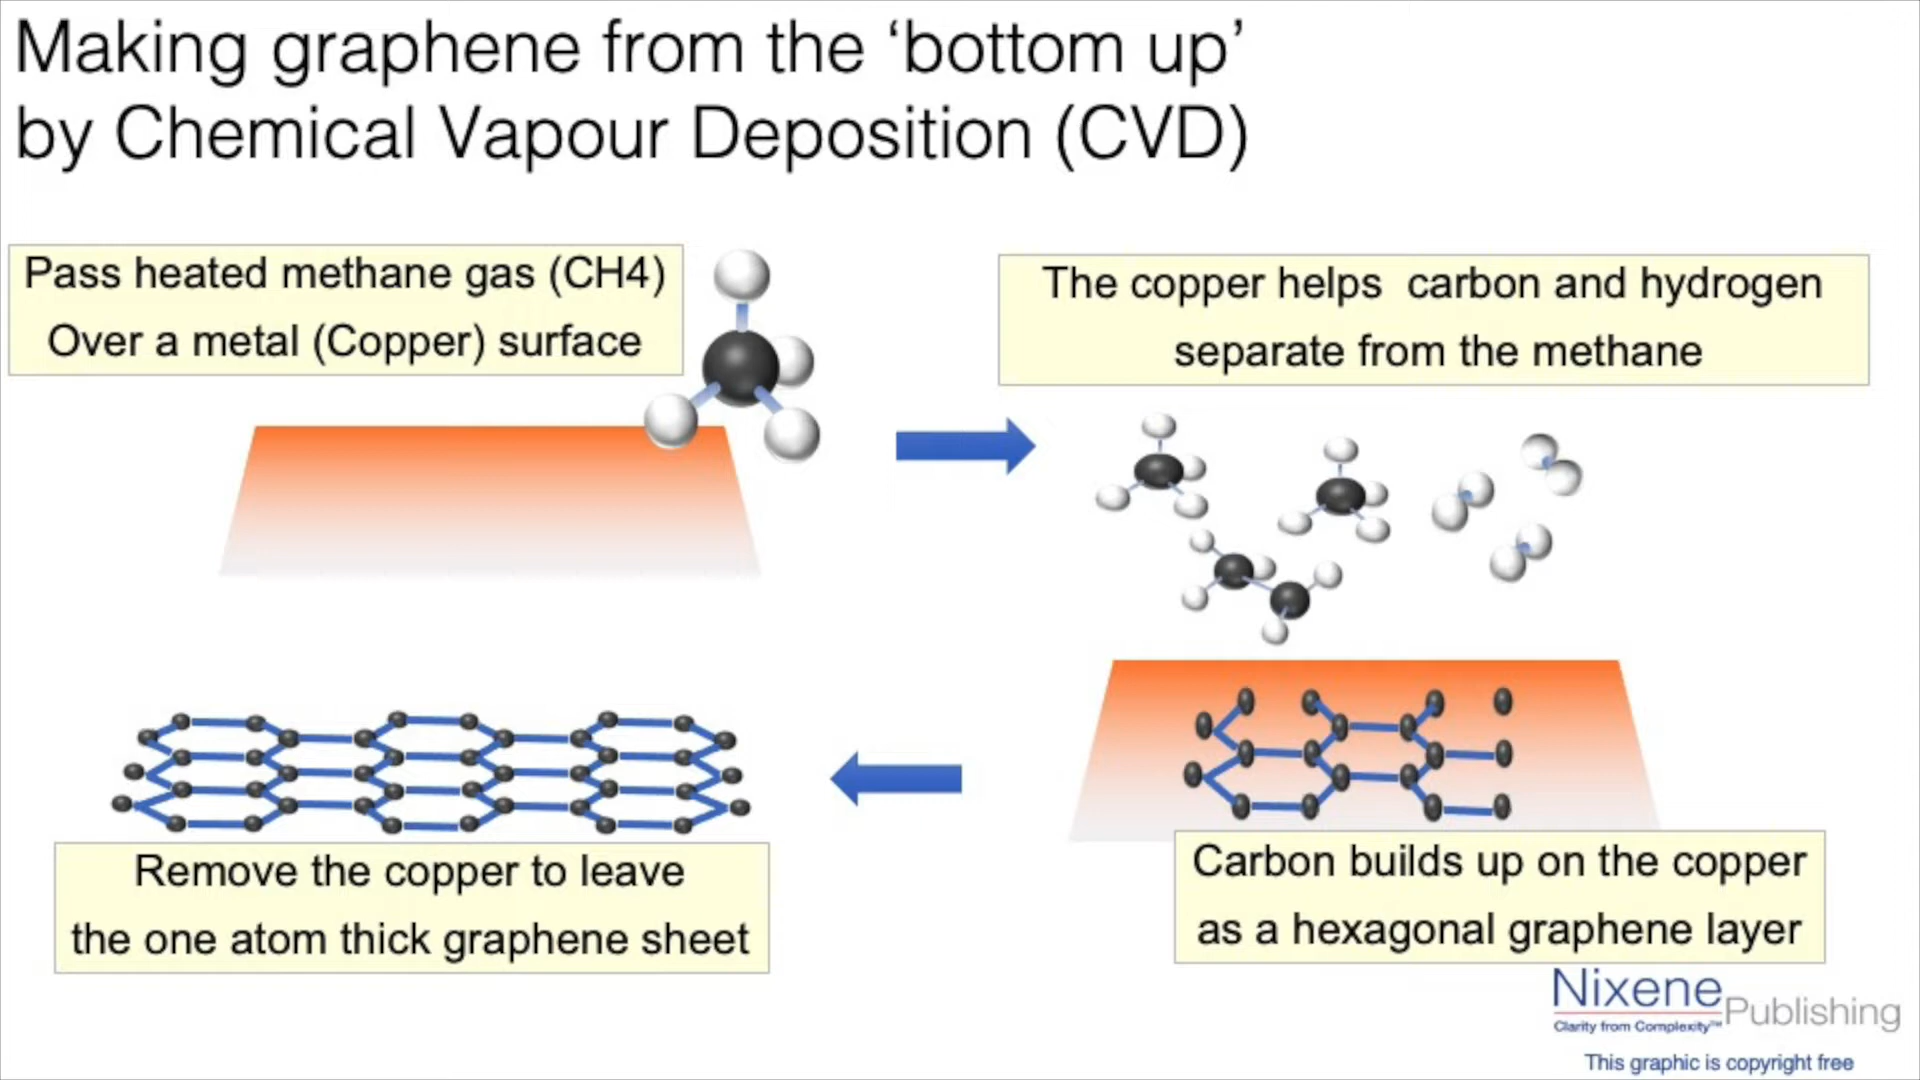 Making graphene from the ‘bottom up’
by Chemical Vapour Deposition (CVD)
Pass heated methane gas (CH4)
Over a metal (Copper) surface
The copper helps  carbon and hydrogen
separate from the methane
Carbon builds up on the copper
as a hexagonal graphene layer
Remove the copper to leave
the one atom thick graphene sheet
Nixene Publishing
Clarity from Complexity™
This graphic is copyright free